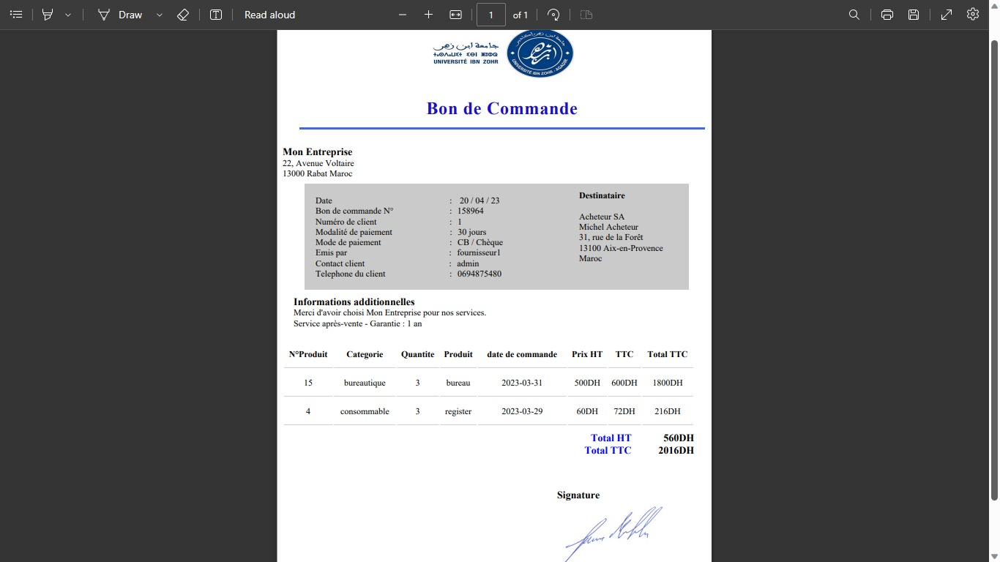 Draw
Read aloud
1
of 1
جامعة ابن زهر
ⵜⴰⵙⴷⴰⵡⵉⵜ ⵉⴱⵏ ⵣⵓⵀⵔ
UNIVERSITÉ IBN ZOHR
UNIVERSITÉ IBN ZOHR - AGADIR
Bon de Commande
Mon Entreprise
22, Avenue Voltaire
13000 Rabat Maroc
Date : 20 / 04 / 23
Bon de commande N° : 158964
Numéro de client : 1
Modalité de paiement : 30 jours
Mode de paiement : CB / Chèque
Emis par : fournisseur1
Contact client : admin
Telephone du client : 0694875480
Destinataire
Acheteur SA
Michel Acheteur
31, rue de la Forêt
13100 Aix-en-Provence
Maroc
Informations additionnelles
Merci d'avoir choisi Mon Entreprise pour nos services.
Service après-vente - Garantie : 1 an
N°Produit Categorie Quantite Produit date de commande Prix HT TTC Total TTC
15 bureautique 3 bureau 2023-03-31 500DH 600DH 1800DH
4 consommable 3 register 2023-03-29 60DH 72DH 216DH
Total HT 560DH
Total TTC 2016DH
Signature